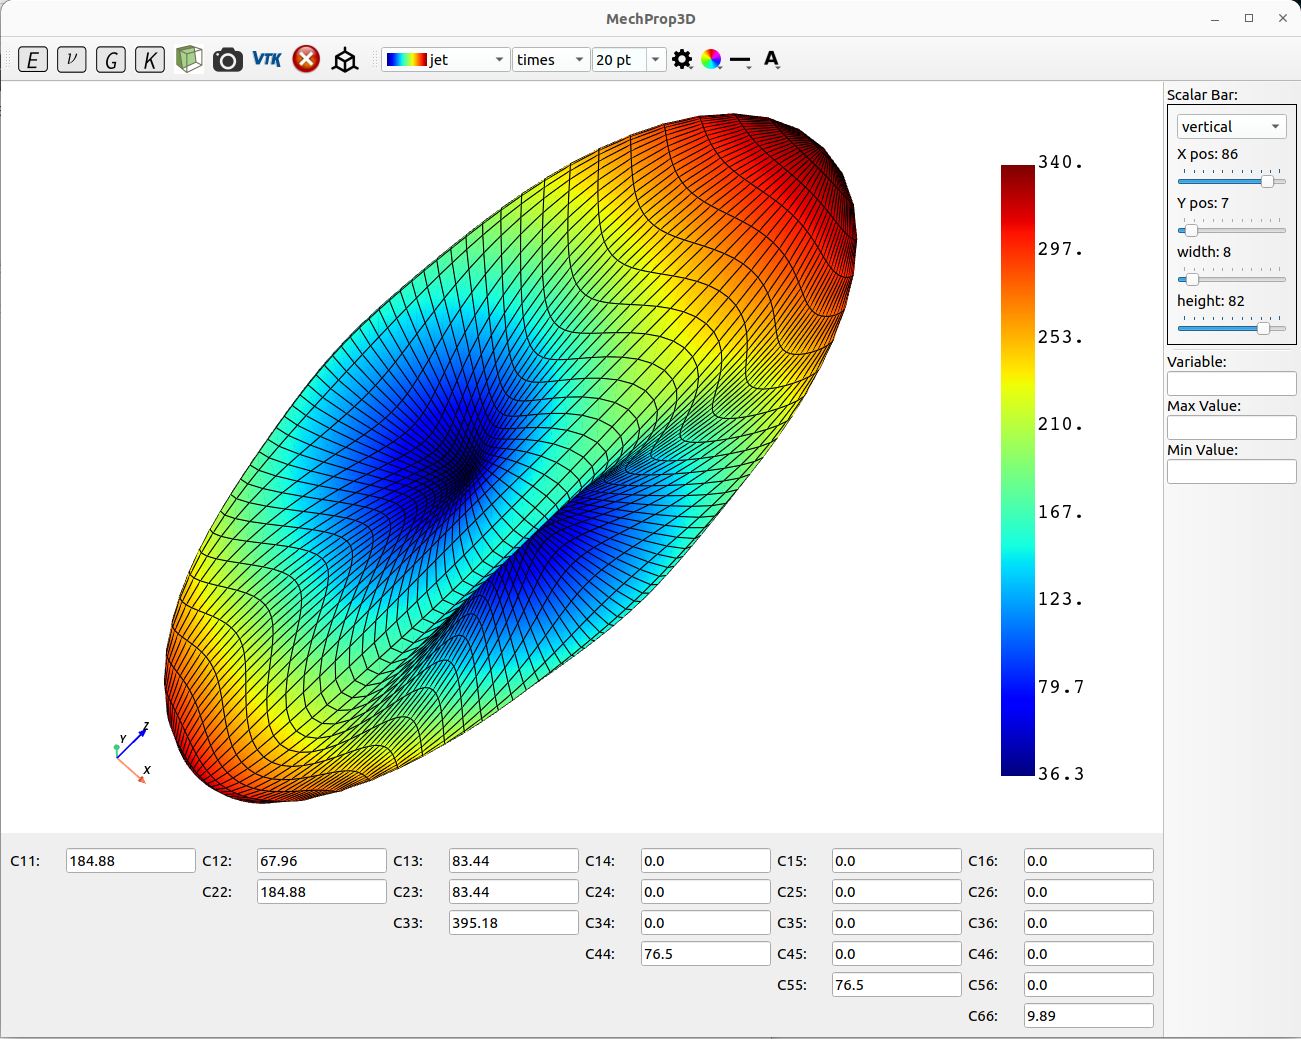 MechProp3D
E ν G K VTK jet times 20 pt A
Scalar Bar:
vertical
X pos: 86
Y pos: 7
width: 8
height: 82
Variable:
Max Value:
Min Value:
340.
297.
253.
210.
167.
123.
79.7
36.3
Z
Y
X
C11: 184.88 C12: 67.96 C13: 83.44 C14: 0.0 C15: 0.0 C16: 0.0
C22: 184.88 C23: 83.44 C24: 0.0 C25: 0.0 C26: 0.0
C33: 395.18 C34: 0.0 C35: 0.0 C36: 0.0
C44: 76.5 C45: 0.0 C46: 0.0
C55: 76.5 C56: 0.0
C66: 9.89